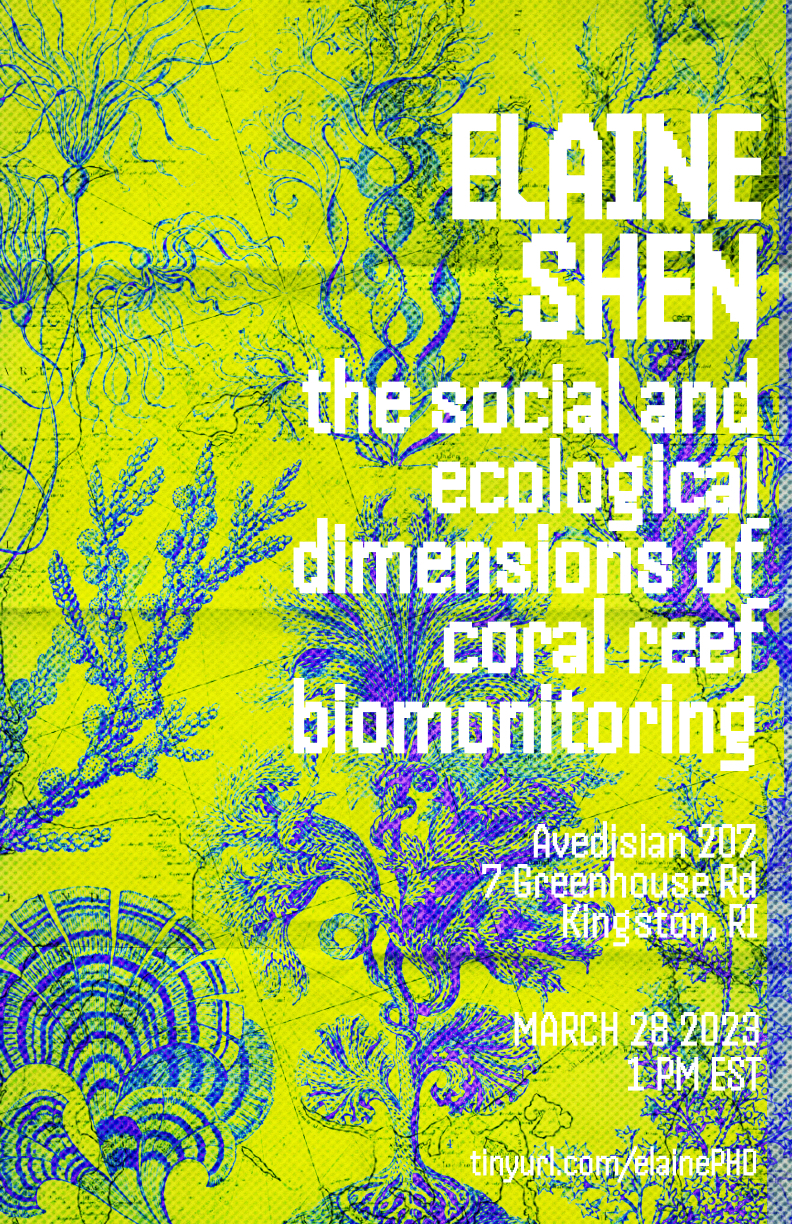 ELAINE
SHEN
the social and
ecological
dimensions of
coral reef
biomonitoring
Avedisian 207
7 Greenhouse Rd
Kingston, RI
MARCH 28 2023
1 PM EST
tinyurl.com/elainePHD